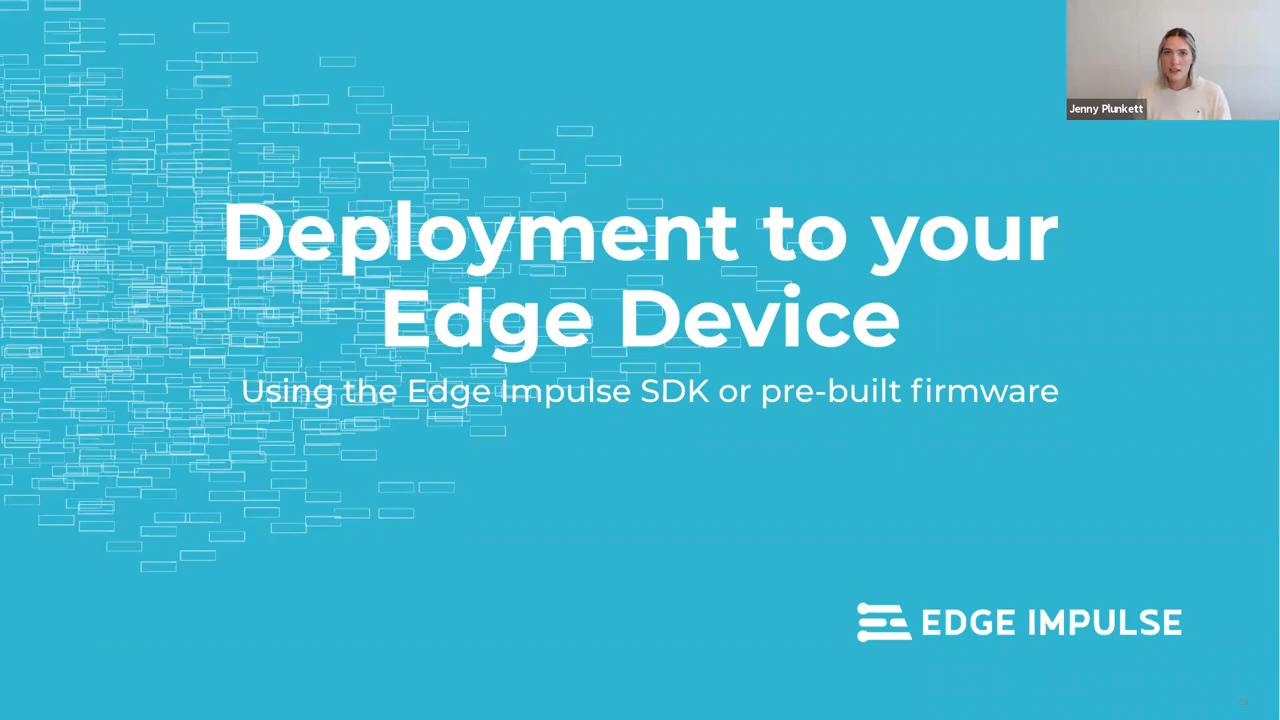 Jenny Plunkett
Deployment to your
Edge Device
Using the Edge Impulse SDK or pre-built firmware
EDGE IMPULSE